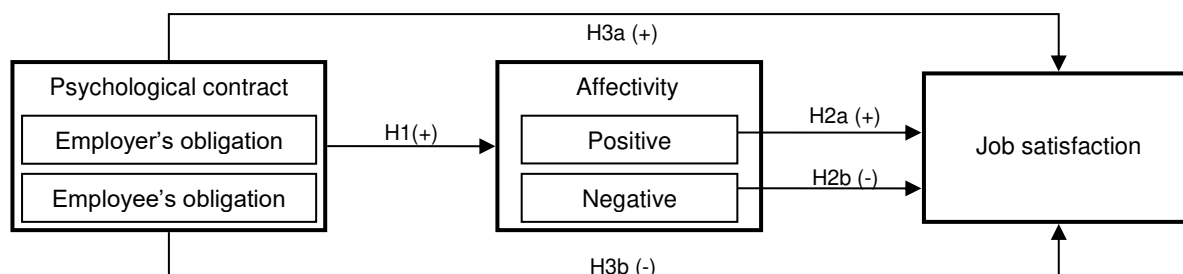 H3a (+)
Psychological contract
Employer's obligation
Employee's obligation
H1(+)
Affectivity
Positive
Negative
H2a (+)
H2b (-)
Job satisfaction
H3b (-)